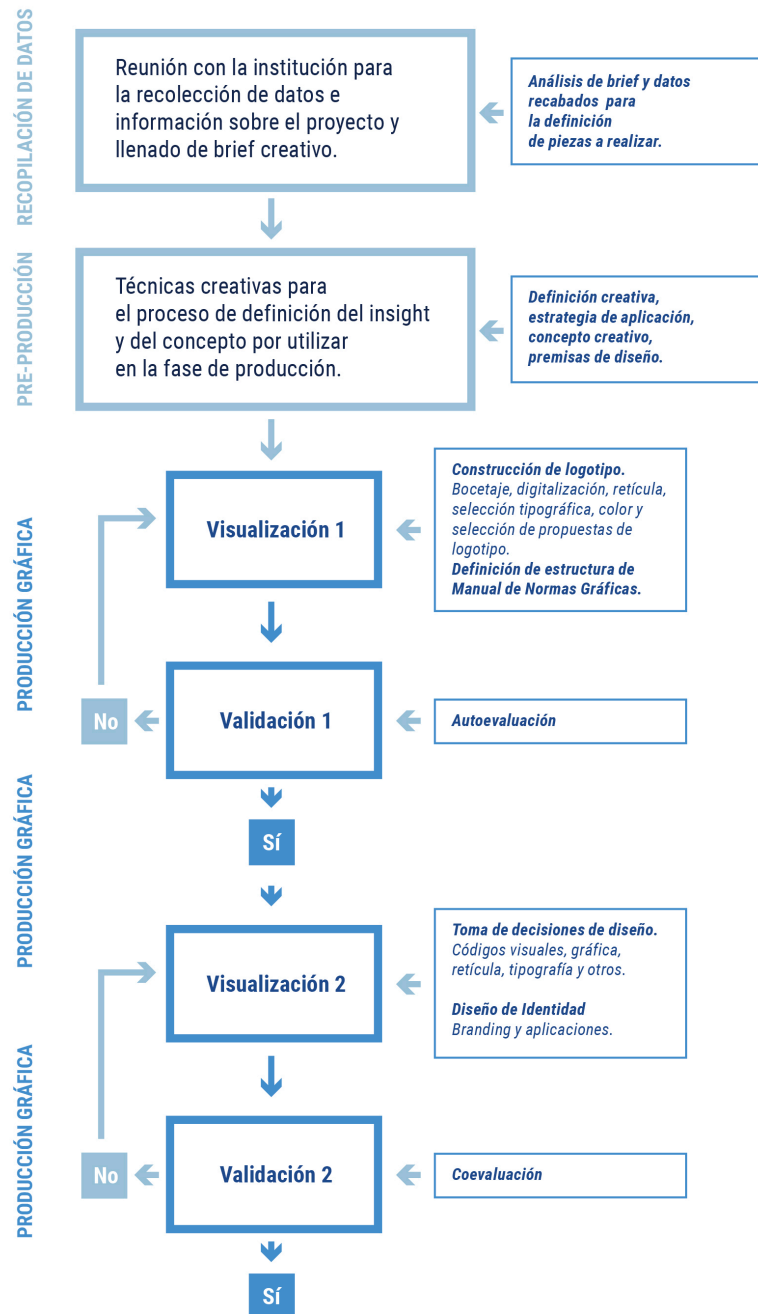 RECOPILACIÓN DE DATOS
Reunión con la institución para
la recolección de datos e
información sobre el proyecto y
llenado de brief creativo.
Análisis de brief y datos
recabados para
la definición
de piezas a realizar.
PRE-PRODUCCIÓN
Técnicas creativas para
el proceso de definición del insight
y del concepto por utilizar
en la fase de producción.
Definición creativa,
estrategia de aplicación,
concepto creativo,
premisas de diseño.
PRODUCCIÓN GRÁFICA
Visualización 1
Construcción de logotipo.
Bocetaje, digitalización, retícula,
selección tipográfica, color y
selección de propuestas de
logotipo.
Definición de estructura de
Manual de Normas Gráficas.
No
Validación 1
Autoevaluación
PRODUCCIÓN GRÁFICA
Sí
Visualización 2
Toma de decisiones de diseño.
Códigos visuales, gráfica,
retícula, tipografía y otros.
Diseño de Identidad
Branding y aplicaciones.
PRODUCCIÓN GRÁFICA
No
Validación 2
Coevaluación
Sí